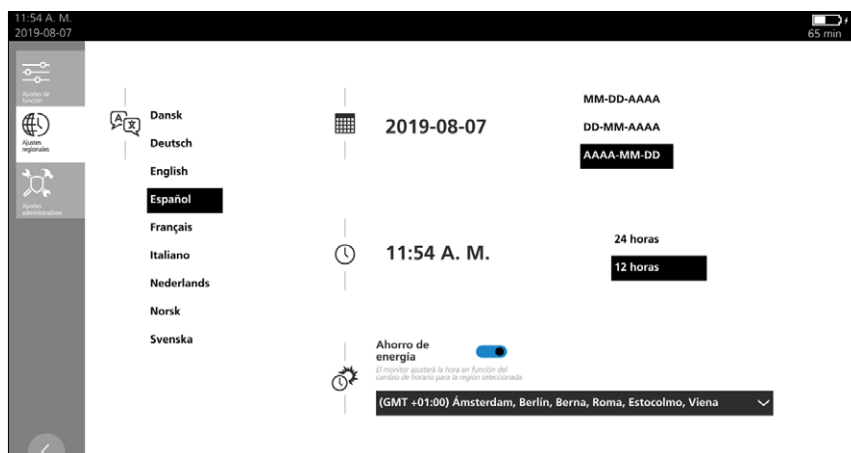 11:54 A. M.
2019-08-07
65 min
Ajustes de
función
Ajustes
regionales
Ajustes
administrativos
Dansk
Deutsch
English
Español
Français
Italiano
Nederlands
Norsk
Svenska
2019-08-07
MM-DD-AAAA
DD-MM-AAAA
AAAA-MM-DD
11:54 A. M.
24 horas
12 horas
Ahorro de
energía
El monitor ajustará la hora en función del
cambio de horario para la región seleccionada.
(GMT +01:00) Ámsterdam, Berlín, Berna, Roma, Estocolmo, Viena